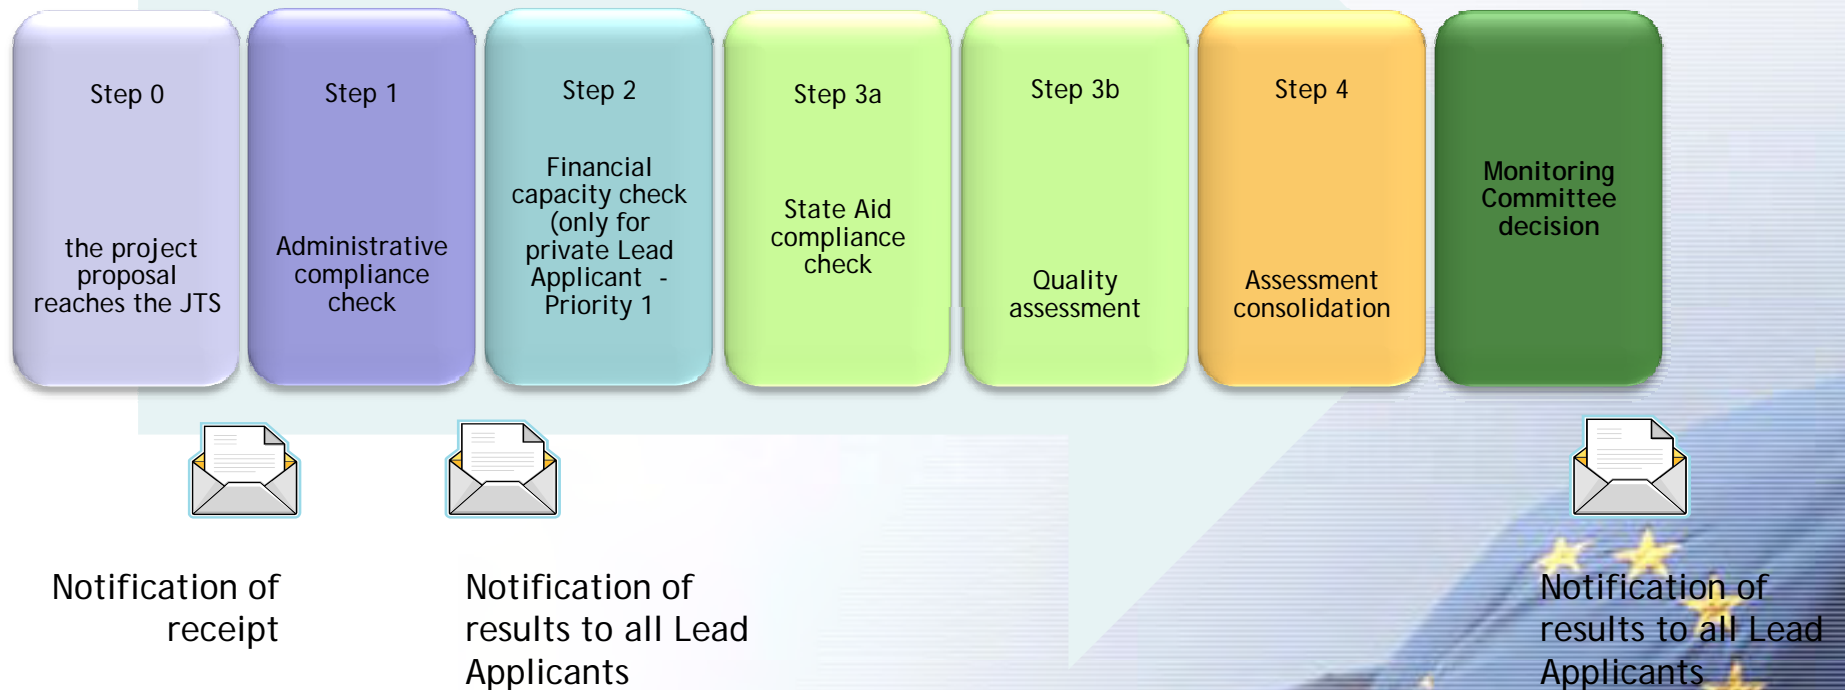 Step 0
the project
proposal
reaches the JTS
Step 1
Administrative
compliance
check
Step 2
Financial
capacity check
(only for
private Lead
Applicant -
Priority 1
Step 3a
State Aid
compliance
check
Step 3b
Quality
assessment
Step 4
Assessment
consolidation
Monitoring
Committee
decision
Notification of
receipt
Notification of
results to all Lead
Applicants
Notification of
results to all Lead
Applicants